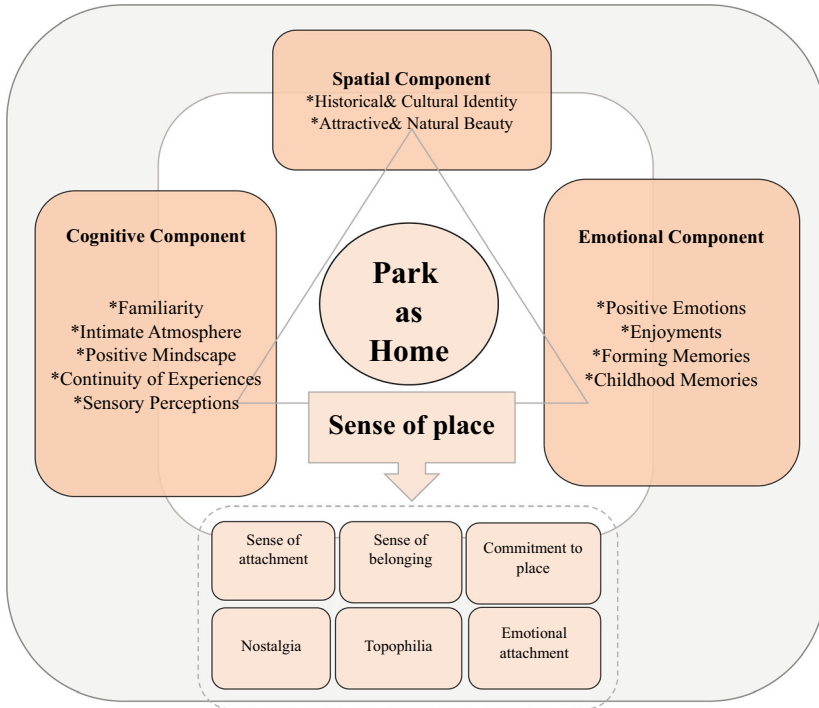 Spatial Component
*Historical& Cultural Identity
*Attractive& Natural Beauty
Cognitive Component
*Familiarity
*Intimate Atmosphere
*Positive Mindscape
*Continuity of Experiences
*Sensory Perceptions
Park
as
Home
Emotional Component
*Positive Emotions
*Enjoyments
*Forming Memories
*Childhood Memories
Sense of place
Sense of
attachment
Sense of
belonging
Commitment to
place
Nostalgia
Topophilia
Emotional
attachment